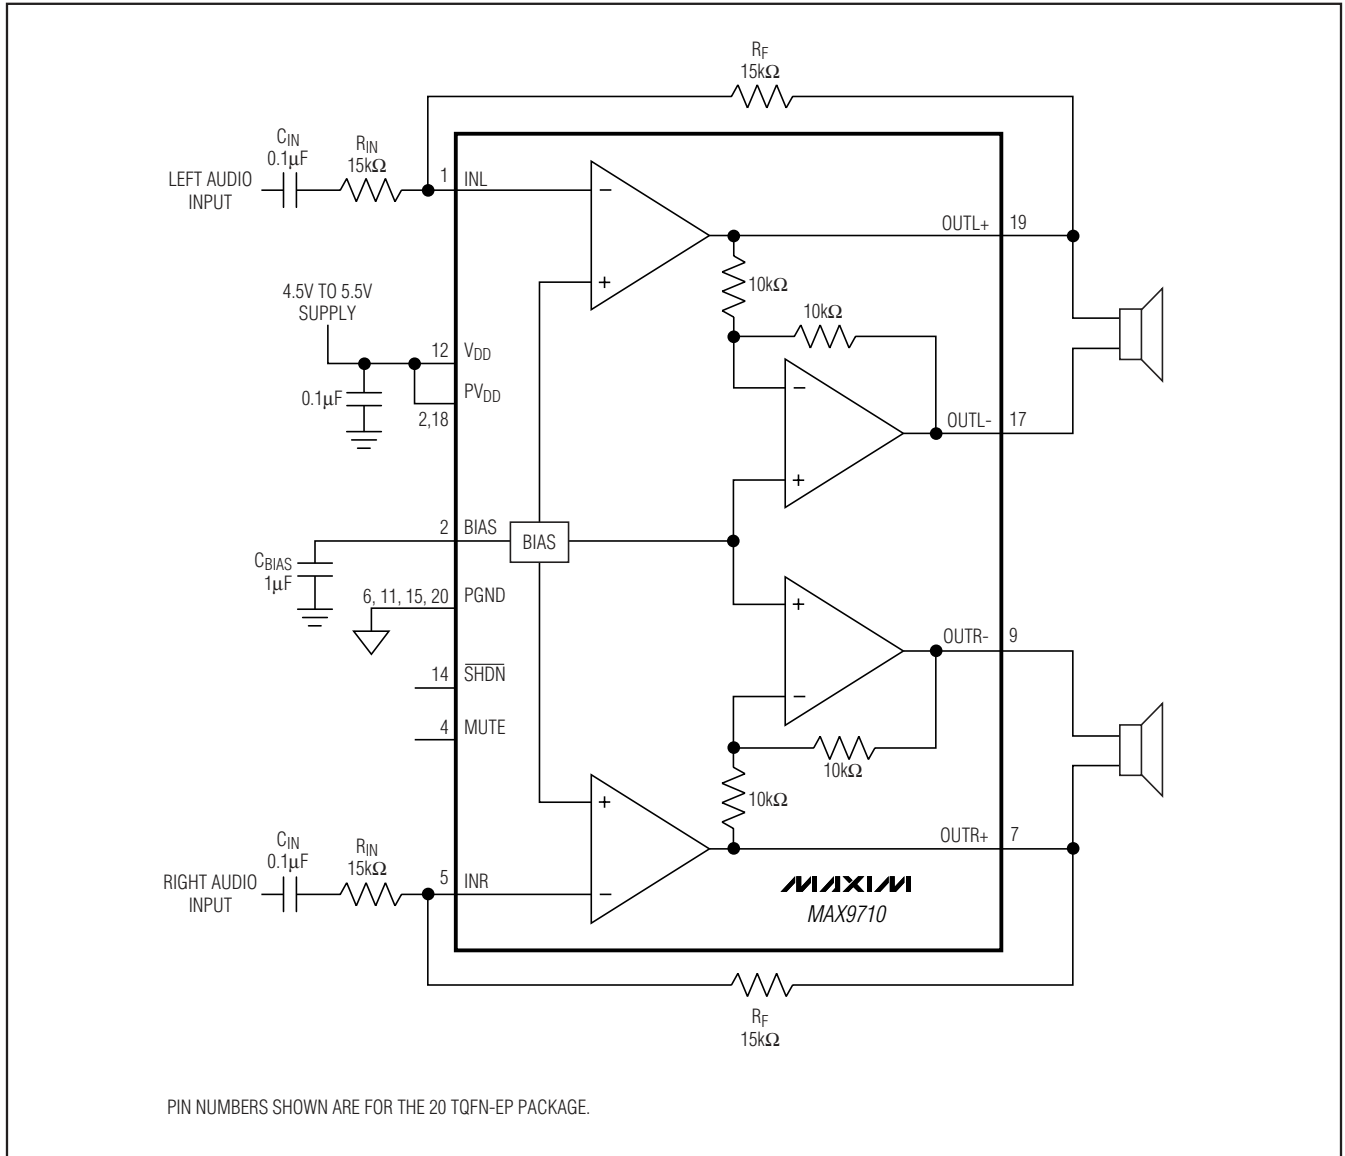 RF
15kΩ
CIN
0.1μF
RIN
15kΩ
LEFT AUDIO
INPUT
1
INL
−
+
OUTL+
19
10kΩ
10kΩ
4.5V TO 5.5V
SUPPLY
12
VDD
0.1μF
PVDD
2,18
−
+
OUTL-
17
2
BIAS
BIAS
CBIAS
1μF
6, 11, 15, 20
PGND
14
SHDN
4
MUTE
+
−
OUTR-
9
10kΩ
10kΩ
+
−
OUTR+
7
CIN
0.1μF
RIN
15kΩ
RIGHT AUDIO
INPUT
5
INR
MAXIM
MAX9710
RF
15kΩ
PIN NUMBERS SHOWN ARE FOR THE 20 TQFN-EP PACKAGE.